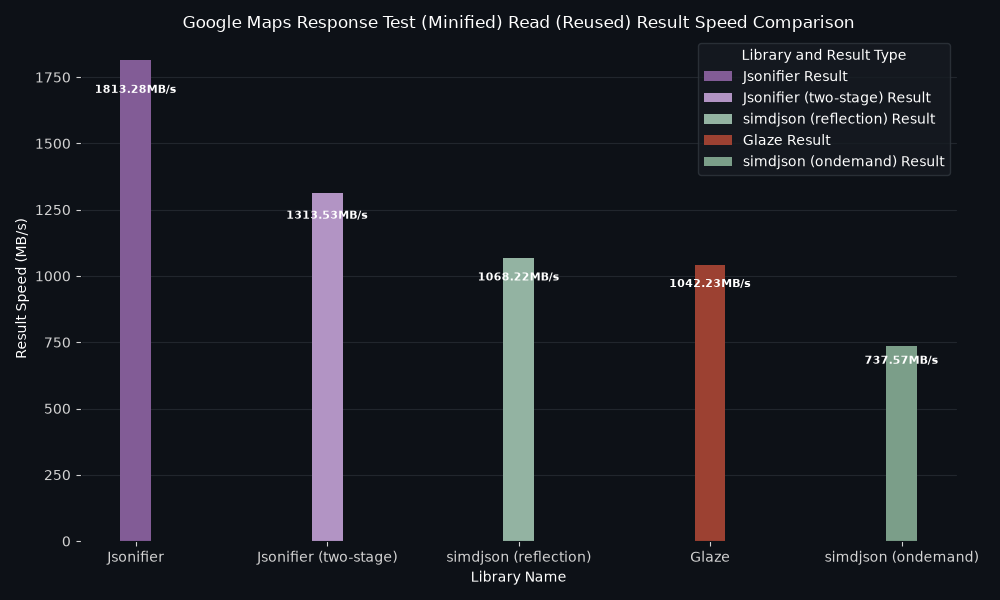 Google Maps Response Test (Minified) Read (Reused) Result Speed Comparison
Library and Result Type
Jsonifier Result
Jsonifier (two-stage) Result
simdjson (reflection) Result
Glaze Result
simdjson (ondemand) Result
Result Speed (MB/s)
1750
1500
1250
1000
750
500
250
0
1813.28MB/s
1313.53MB/s
1068.22MB/s
1042.23MB/s
737.57MB/s
Jsonifier
Jsonifier (two-stage)
simdjson (reflection)
Glaze
simdjson (ondemand)
Library Name